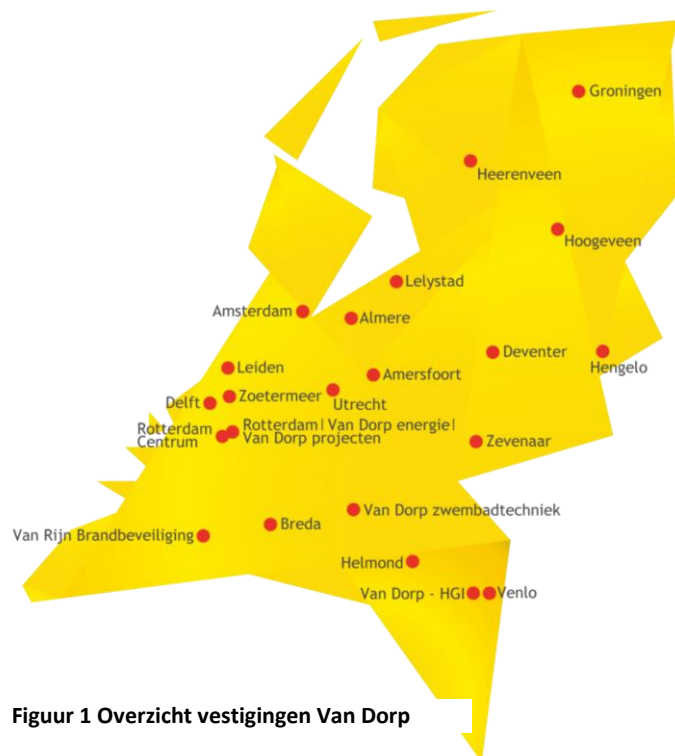 Groningen
Heerenveen
Hoogeveen
Lelystad
Amsterdam
Almere
Deventer
Hengelo
Leiden
Amersfoort
Zoetermeer
Utrecht
Delft
Rotterdam
Centrum
Rotterdam| Van Dorp energie|
Van Dorp projecten
Zevenaar
Van Dorp zwembadtechniek
Breda
Van Rijn Brandbeveiliging
Helmond
Van Dorp - HGI
Venlo
Figuur 1 Overzicht vestigingen Van Dorp